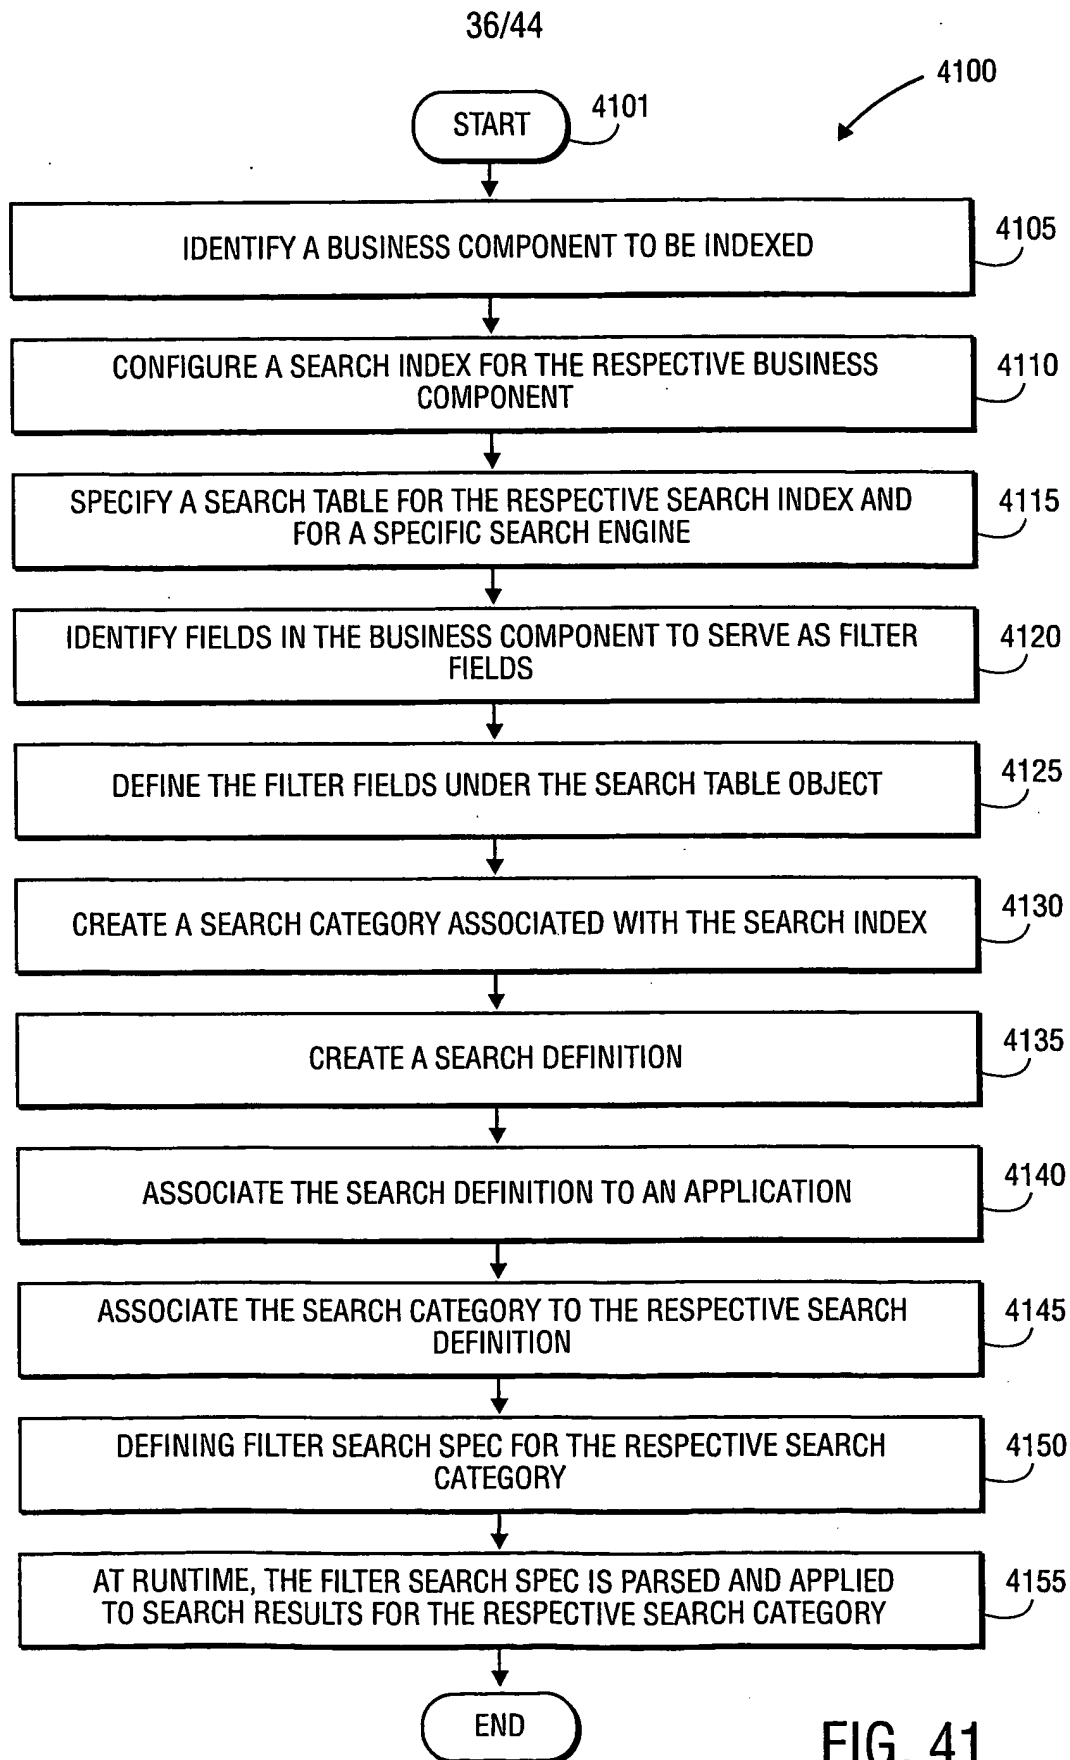 36/44
4100
START
4101
IDENTIFY A BUSINESS COMPONENT TO BE INDEXED
4105
CONFIGURE A SEARCH INDEX FOR THE RESPECTIVE BUSINESS
COMPONENT
4110
SPECIFY A SEARCH TABLE FOR THE RESPECTIVE SEARCH INDEX AND
FOR A SPECIFIC SEARCH ENGINE
4115
IDENTIFY FIELDS IN THE BUSINESS COMPONENT TO SERVE AS FILTER
FIELDS
4120
DEFINE THE FILTER FIELDS UNDER THE SEARCH TABLE OBJECT
4125
CREATE A SEARCH CATEGORY ASSOCIATED WITH THE SEARCH INDEX
4130
CREATE A SEARCH DEFINITION
4135
ASSOCIATE THE SEARCH DEFINITION TO AN APPLICATION
4140
ASSOCIATE THE SEARCH CATEGORY TO THE RESPECTIVE SEARCH
DEFINITION
4145
DEFINING FILTER SEARCH SPEC FOR THE RESPECTIVE SEARCH
CATEGORY
4150
AT RUNTIME, THE FILTER SEARCH SPEC IS PARSED AND APPLIED
TO SEARCH RESULTS FOR THE RESPECTIVE SEARCH CATEGORY
4155
END
FIG. 41